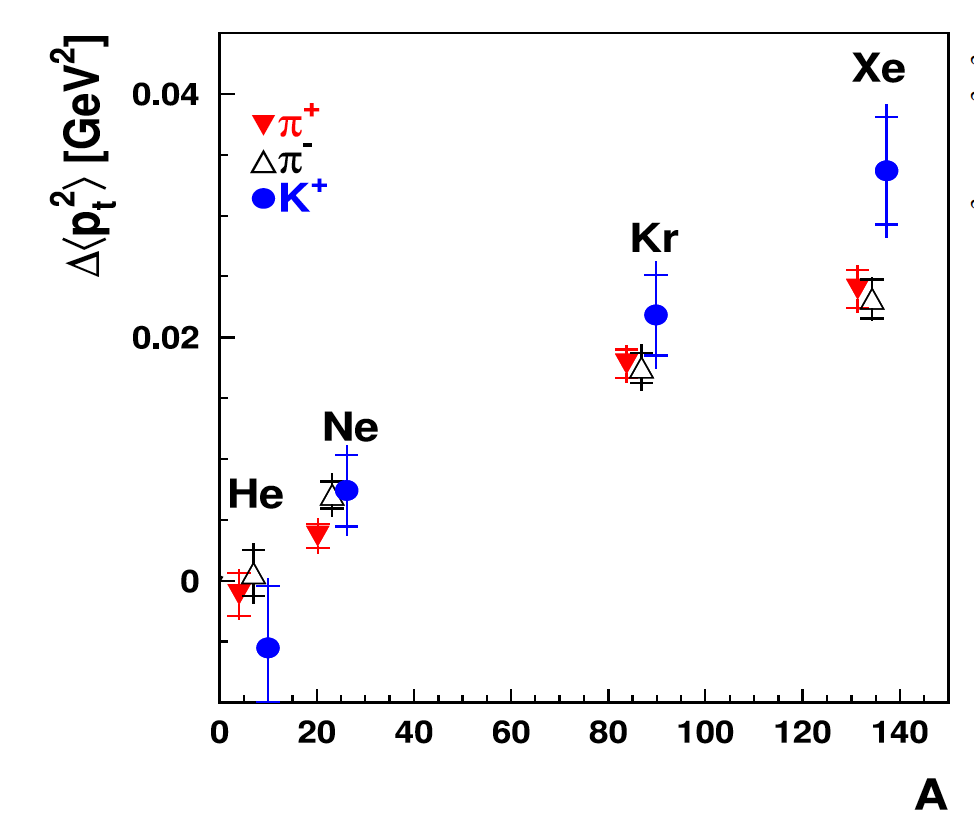 Δ⟨p_t^2⟩ [GeV^2]
0.04
0.02
0
π^+
π^-
K^+
He
Ne
Kr
Xe
0 20 40 60 80 100 120 140
A